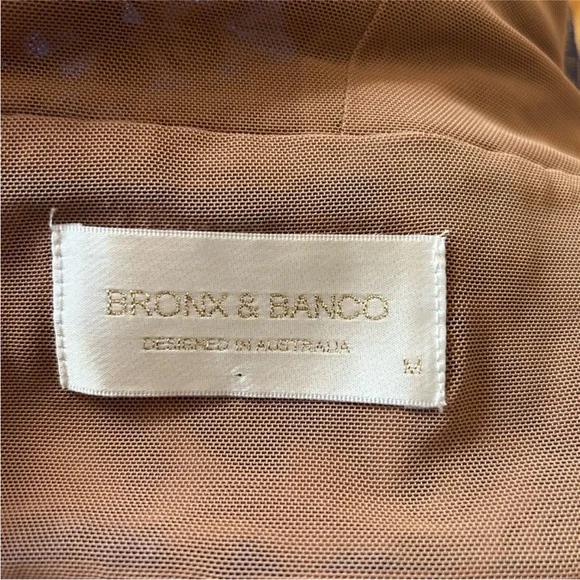 BRONX & BANCO
DESIGNED IN AUSTRALIA
M